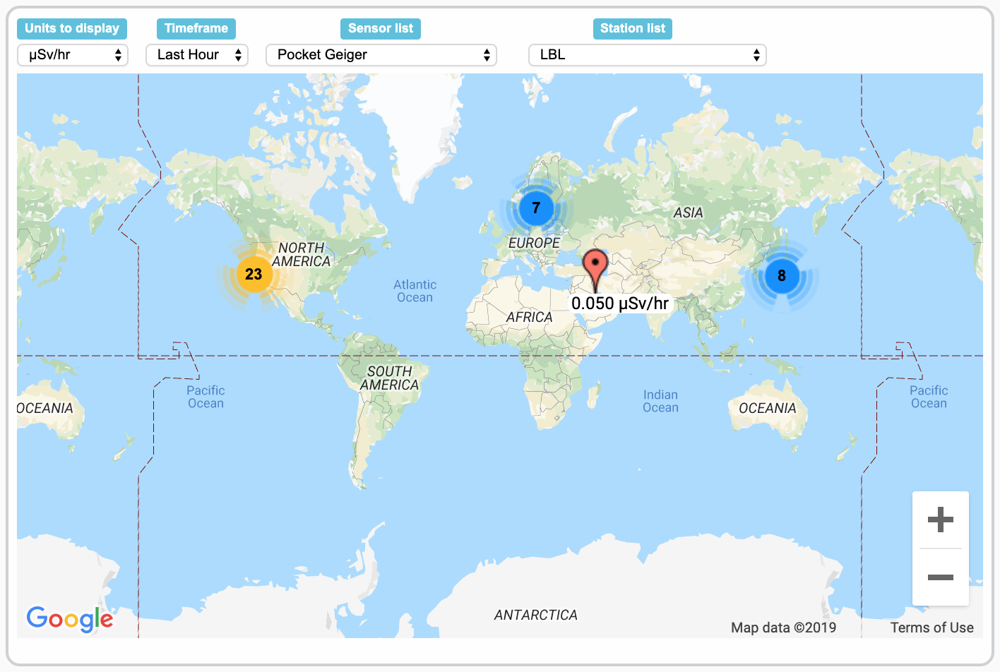 Units to display
Timeframe
Sensor list
Station list
µSv/hr
Last Hour
Pocket Geiger
LBL
ASIA
7
EUROPE
NORTH
AMERICA
23
8
Atlantic
Ocean
0.050 µSv/hr
AFRICA
SOUTH
AMERICA
Pacific
Ocean
Indian
Ocean
Pacific
Ocean
OCEANIA
OCEANIA
+
−
ANTARCTICA
Google
Map data ©2019
Terms of Use